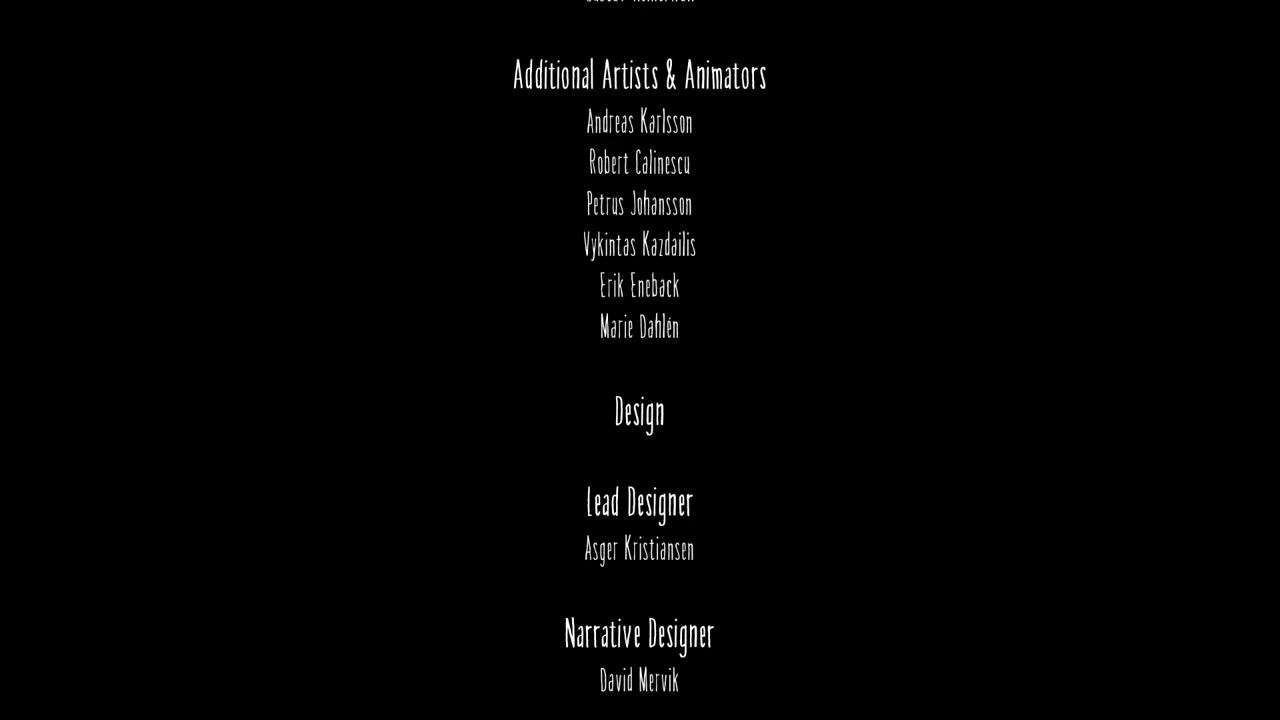 Additional Artists & Animators
Andreas Karlsson
Robert Calinescu
Petrus Johansson
Vykintas Kazdailis
Erik Eneback
Marie Dahlén
Design
Lead Designer
Asger Kristiansen
Narrative Designer
David Mervik